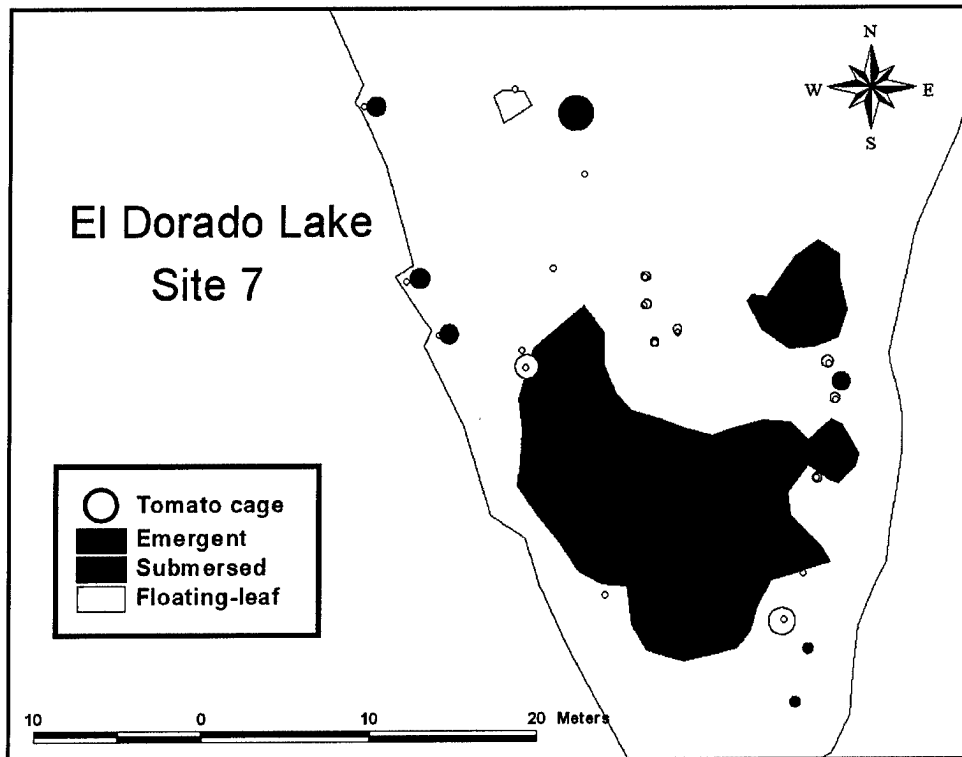 N
W E
S
El Dorado Lake
Site 7
Tomato cage
Emergent
Submersed
Floating-leaf
10 0 10 20 Meters